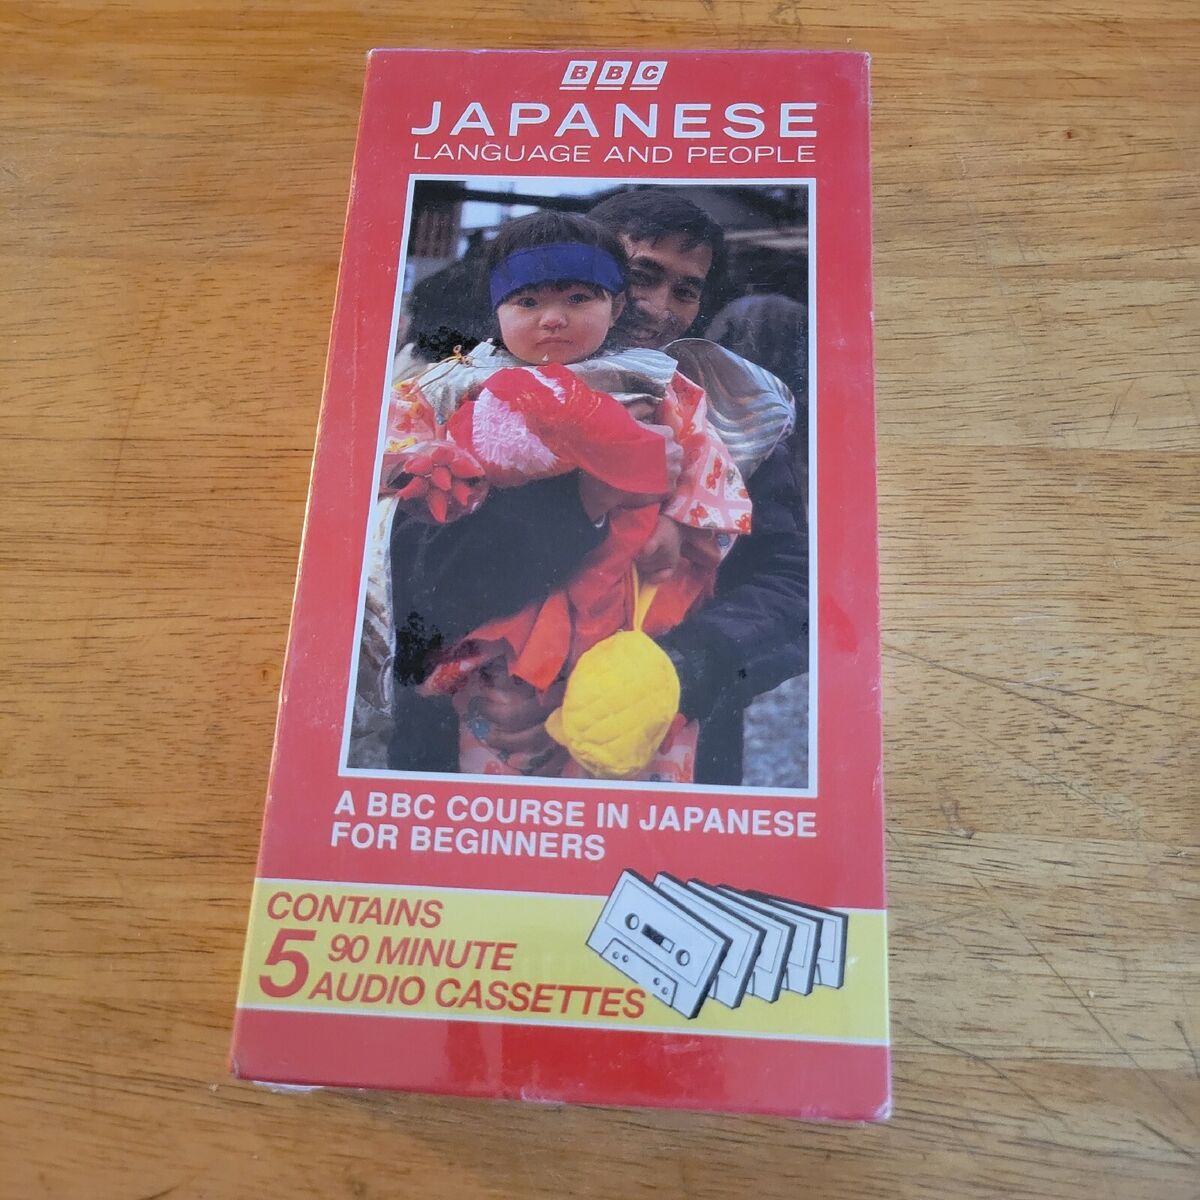 BBC
JAPANESE
LANGUAGE AND PEOPLE
A BBC COURSE IN JAPANESE
FOR BEGINNERS
CONTAINS
5 90 MINUTE
AUDIO CASSETTES